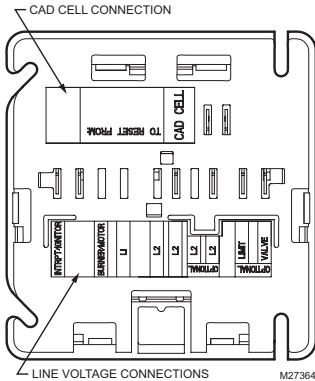 CAD CELL CONNECTION
TO RESET FROM:
CAD CELL
INTRPT-IGNITOR
BURNER-MOTOR
L1
L2
L2
L2
L2
OPTIONAL
LIMIT
VALVE
OPTIONAL
LINE VOLTAGE CONNECTIONS
M27364